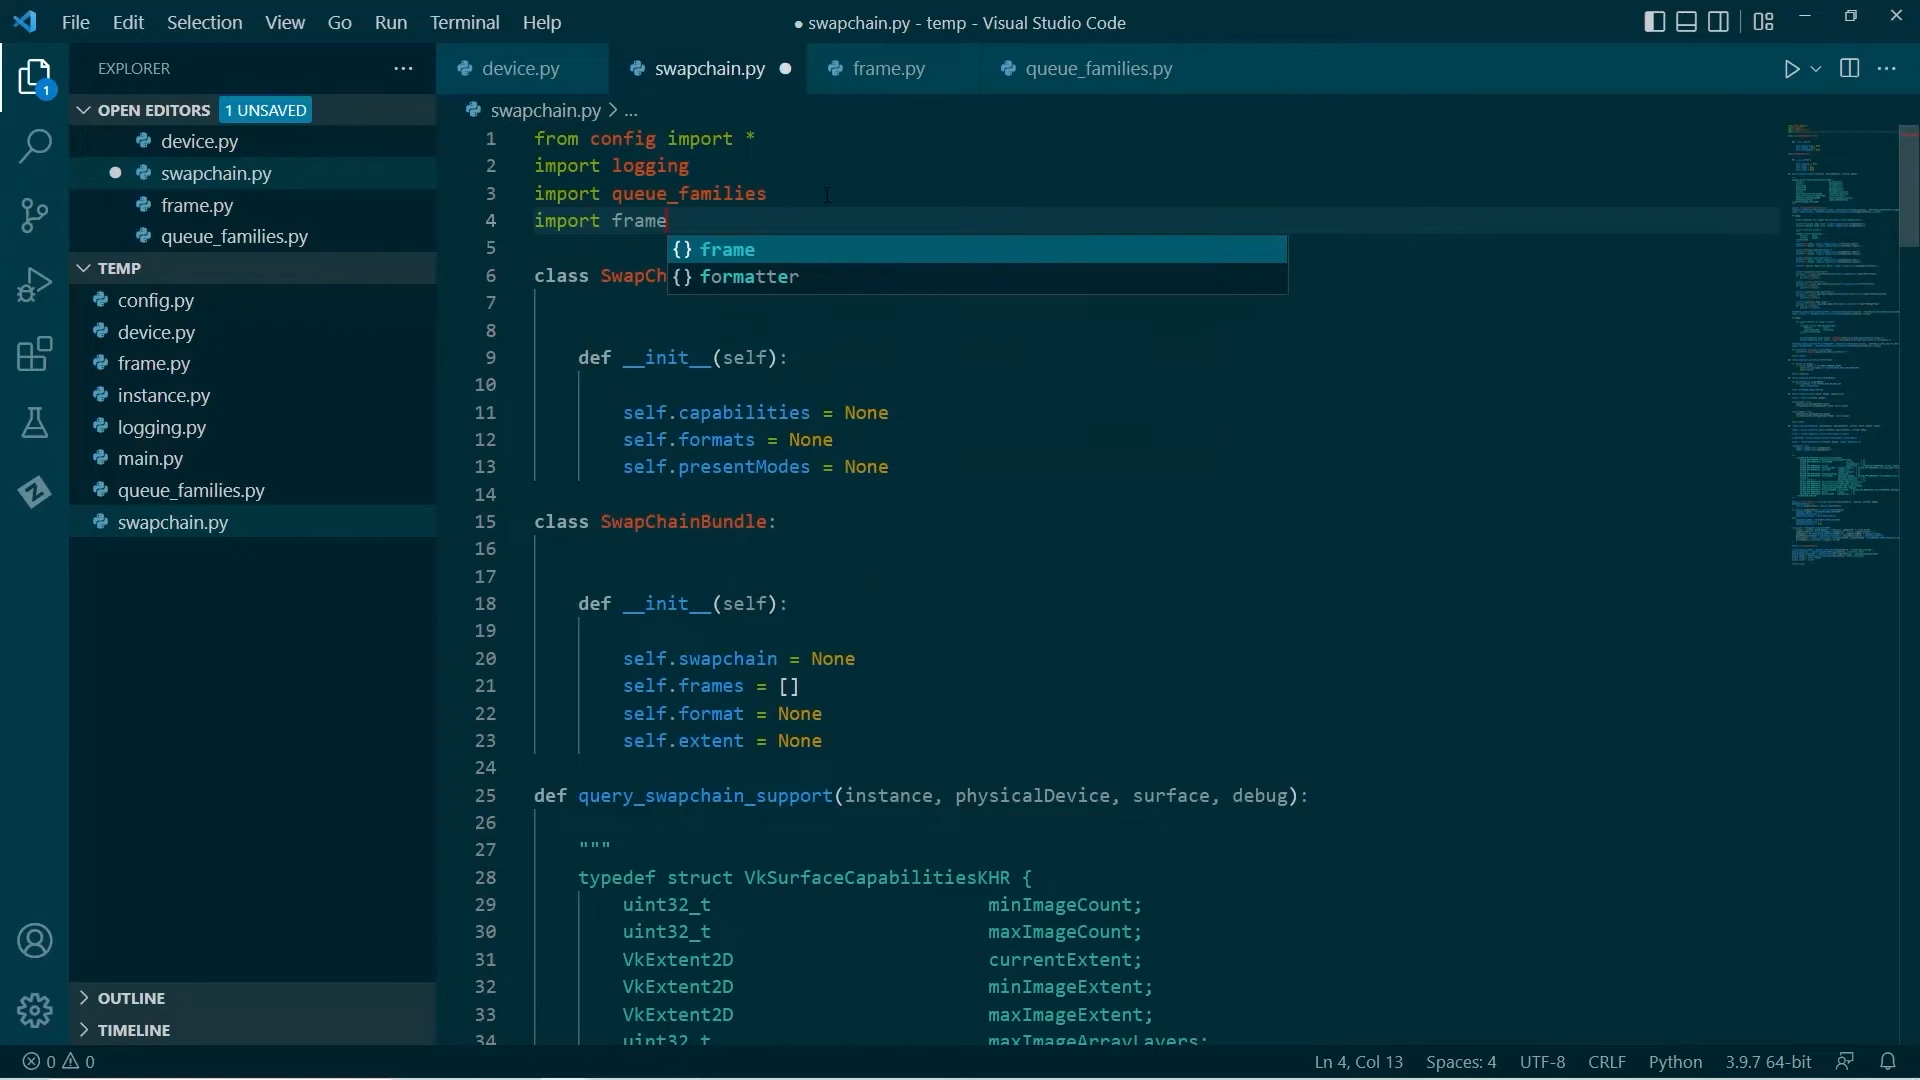 File Edit Selection View Go Run Terminal Help
● swapchain.py - temp - Visual Studio Code
EXPLORER
OPEN EDITORS 1 UNSAVED
device.py
swapchain.py
frame.py
queue_families.py
TEMP
config.py
device.py
frame.py
instance.py
logging.py
main.py
queue_families.py
swapchain.py
OUTLINE
TIMELINE
1
device.py swapchain.py ● frame.py queue_families.py
swapchain.py > ...
1 from config import *
2 import logging
3 import queue_families
4 import frame
{} frame
{} formatter
5
6 class SwapCh
7
8
9 def __init__(self):
10
11 self.capabilities = None
12 self.formats = None
13 self.presentModes = None
14
15 class SwapChainBundle:
16
17
18 def __init__(self):
19
20 self.swapchain = None
21 self.frames = []
22 self.format = None
23 self.extent = None
24
25 def query_swapchain_support(instance, physicalDevice, surface, debug):
26
27 """
28 typedef struct VkSurfaceCapabilitiesKHR {
29 uint32_t minImageCount;
30 uint32_t maxImageCount;
31 VkExtent2D currentExtent;
32 VkExtent2D minImageExtent;
33 VkExtent2D maxImageExtent;
34 uint32_t maxImageArrayLayers;
0 0
Ln 4, Col 13 Spaces: 4 UTF-8 CRLF Python 3.9.7 64-bit